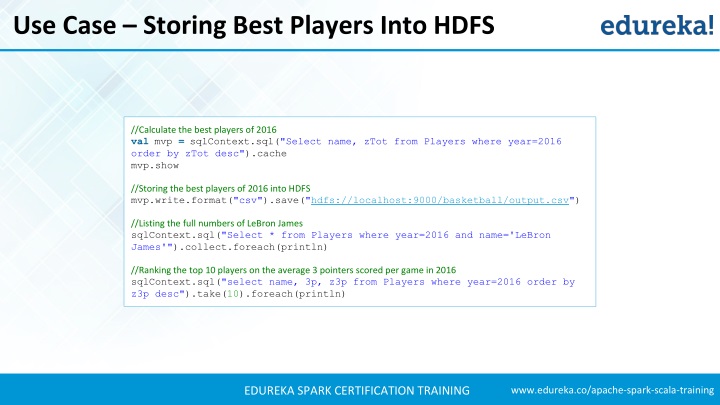 Use Case – Storing Best Players Into HDFS
edureka!
//Calculate the best players of 2016
val mvp = sqlContext.sql("Select name, zTot from Players where year=2016
order by zTot desc").cache
mvp.show
//Storing the best players of 2016 into HDFS
mvp.write.format("csv").save("hdfs://localhost:9000/basketball/output.csv")
//Listing the full numbers of LeBron James
sqlContext.sql("Select * from Players where year=2016 and name='LeBron
James'").collect.foreach(println)
//Ranking the top 10 players on the average 3 pointers scored per game in 2016
sqlContext.sql("select name, 3p, z3p from Players where year=2016 order by
z3p desc").take(10).foreach(println)
EDUREKA SPARK CERTIFICATION TRAINING
www.edureka.co/apache-spark-scala-training